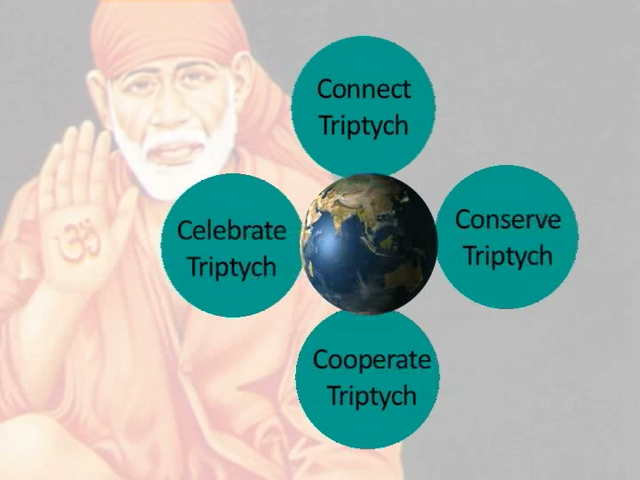 Connect
Triptych
Celebrate
Triptych
Conserve
Triptych
Cooperate
Triptych
ॐ